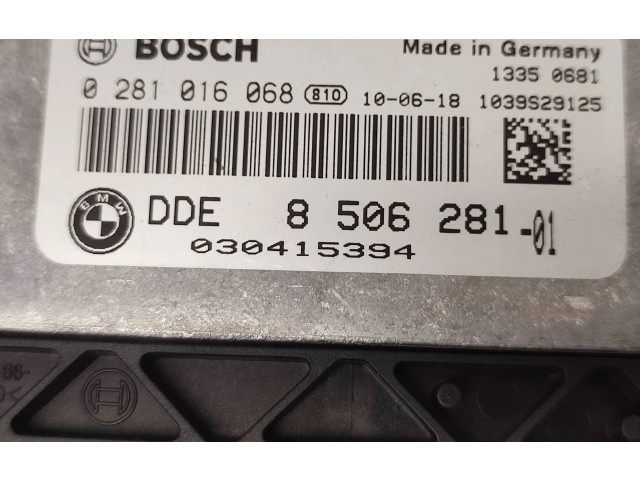 BOSCH
Made in Germany
1335 0681
0 281 016 068 810 10-06-18 1039S29125
BMW
DDE 8 506 281-01
030415394